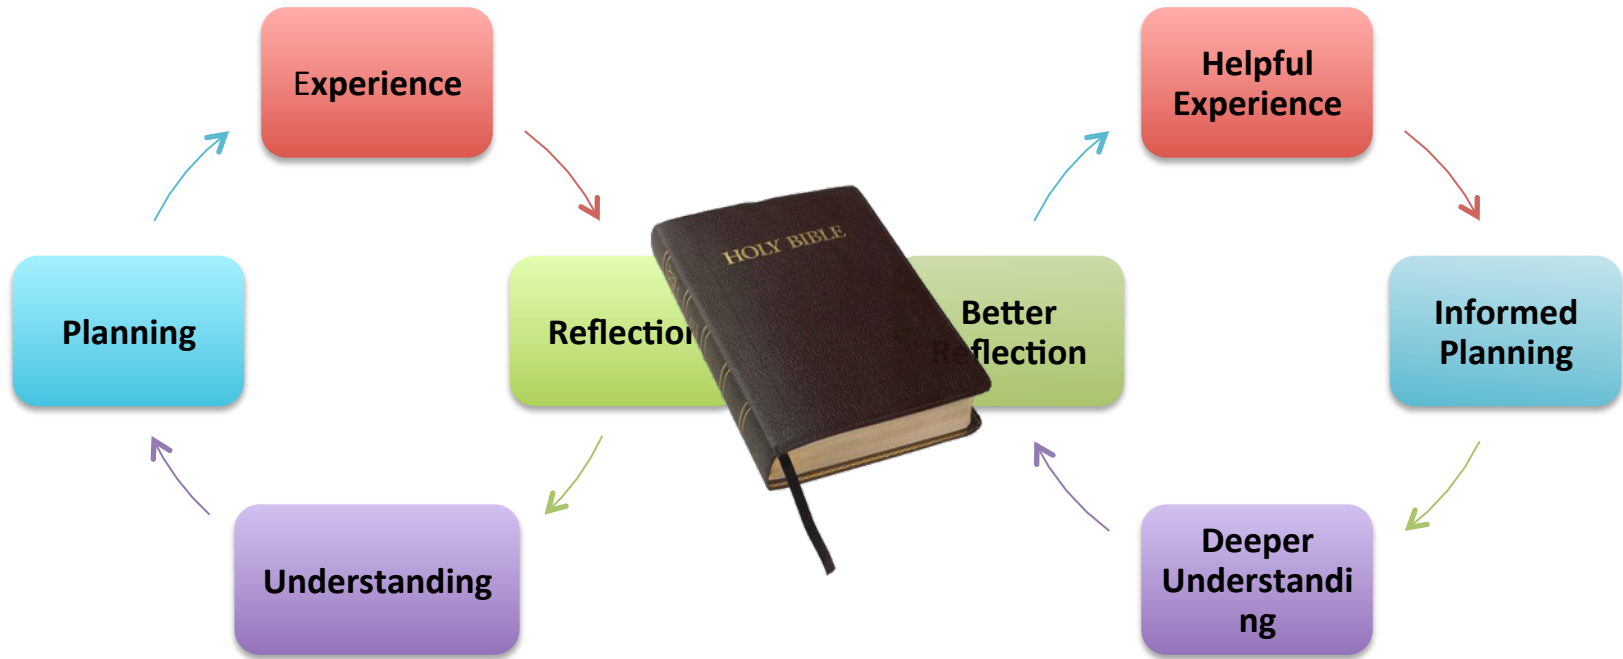 Experience
Helpful
Experience
HOLY BIBLE
Planning
Reflection
Better
Reflection
Informed
Planning
Understanding
Deeper
Understandi
ng